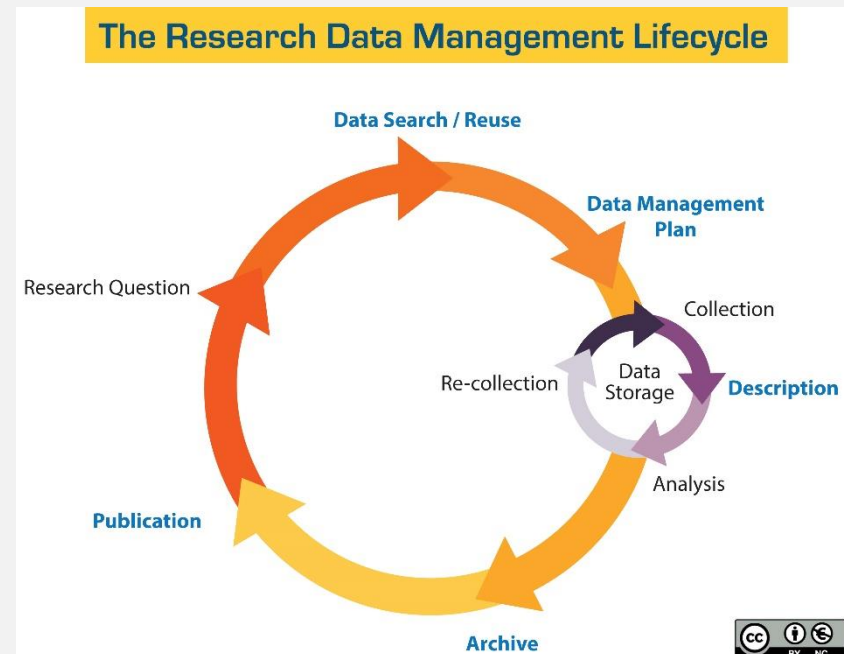 The Research Data Management Lifecycle
Data Search / Reuse
Data Management
Plan
Research Question
Collection
Data
Storage
Re-collection
Description
Analysis
Publication
Archive
cc
BY NC